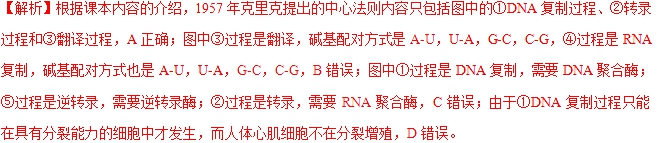 【解析】根据课本内容的介绍，1957 年克里克提出的中心法则内容只包括图中的①DNA 复制过程、②转录
过程和③翻译过程，A 正确；图中③过程是翻译，碱基配对方式是 A-U，U-A，G-C，C-G，④过程是 RNA
复制，碱基配对方式也是 A-U，U-A，G-C，C-G，B 错误；图中①过程是 DNA 复制，需要 DNA 聚合酶；
⑤过程是逆转录，需要逆转录酶；②过程是转录，需要 RNA 聚合酶，C 错误；由于①DNA 复制过程只能
在具有分裂能力的细胞中才发生，而人体心肌细胞不在分裂增殖，D 错误。